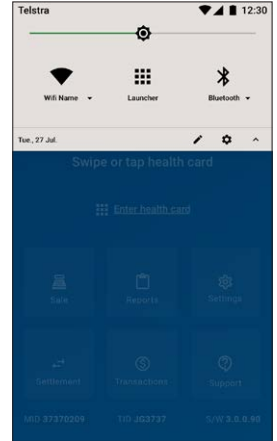 Telstra 12:30
Wifi Name Launcher Bluetooth
Tue, 27 Jul.
Swipe or tap health card
Enter health card
Sale Reports Settings
Settlement Transactions Support
MID 37370209 TID JG3737 S/W 3.0.0.90